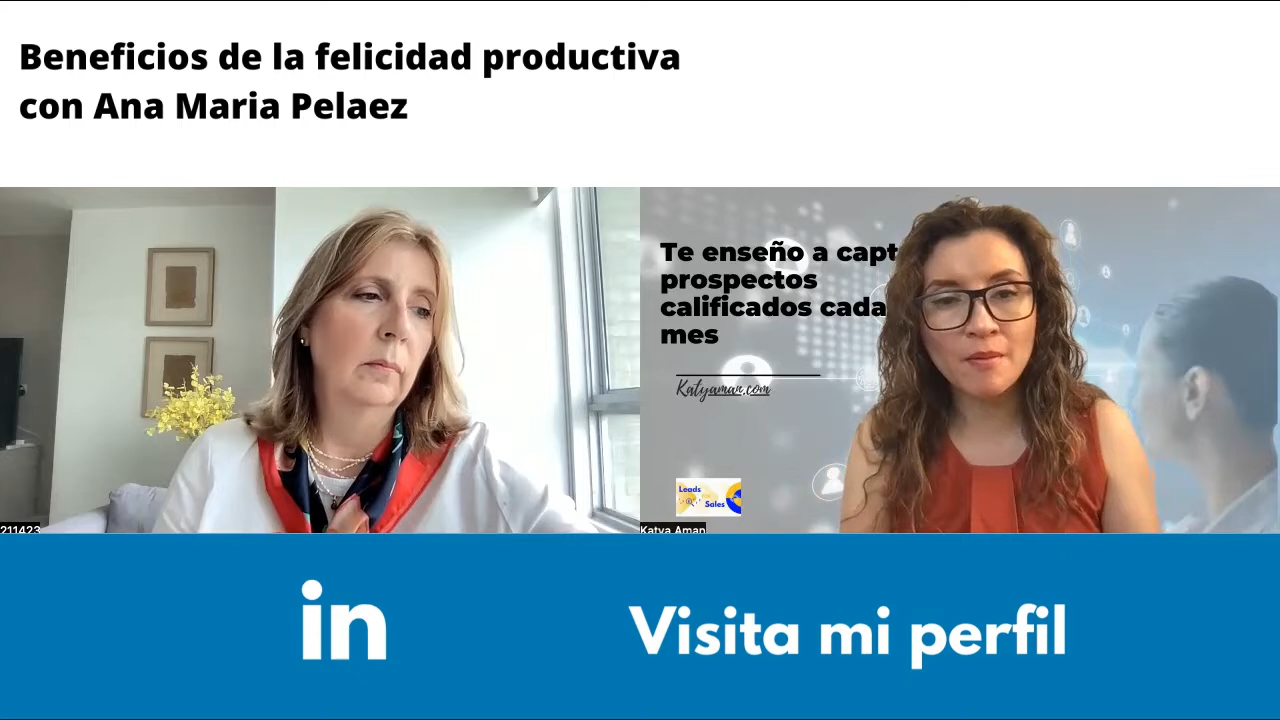 Beneficios de la felicidad productiva
con Ana Maria Pelaez
Te enseño a capt
prospectos
calificados cada
mes
Katyaman.com
Leads
Sales
211423
Katya Aman
in
Visita mi perfil